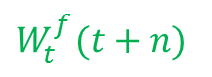 W_t^f(t + n)